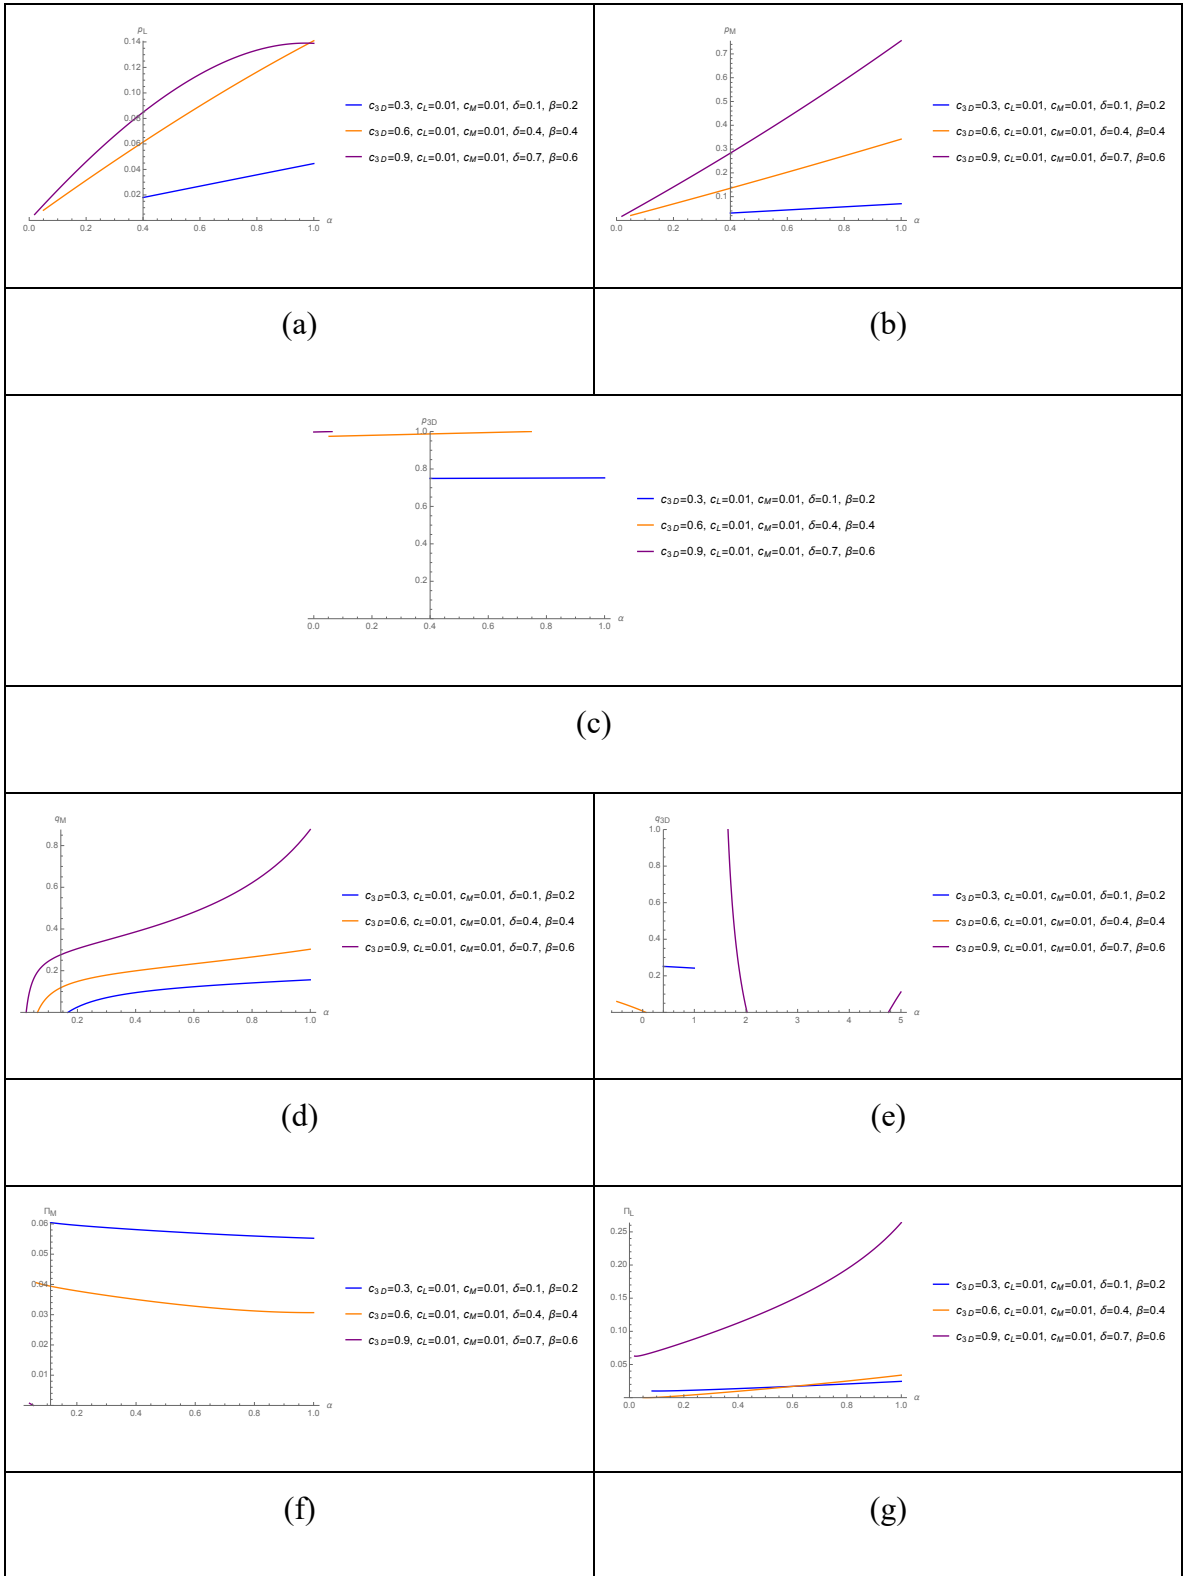 pL
0.14
0.12
0.10
0.08
0.06
0.04
0.02
0.0 0.2 0.4 0.6 0.8 1.0 α
c3D=0.3, cL=0.01, cM=0.01, δ=0.1, β=0.2
c3D=0.6, cL=0.01, cM=0.01, δ=0.4, β=0.4
c3D=0.9, cL=0.01, cM=0.01, δ=0.7, β=0.6
pM
0.7
0.6
0.5
0.4
0.3
0.2
0.1
0.0 0.2 0.4 0.6 0.8 1.0 α
c3D=0.3, cL=0.01, cM=0.01, δ=0.1, β=0.2
c3D=0.6, cL=0.01, cM=0.01, δ=0.4, β=0.4
c3D=0.9, cL=0.01, cM=0.01, δ=0.7, β=0.6
(a)
(b)
p3D
1.0
0.8
0.6
0.4
0.2
0.0 0.2 0.4 0.6 0.8 1.0 α
c3D=0.3, cL=0.01, cM=0.01, δ=0.1, β=0.2
c3D=0.6, cL=0.01, cM=0.01, δ=0.4, β=0.4
c3D=0.9, cL=0.01, cM=0.01, δ=0.7, β=0.6
(c)
qM
0.8
0.6
0.4
0.2
0.2 0.4 0.6 0.8 1.0 α
c3D=0.3, cL=0.01, cM=0.01, δ=0.1, β=0.2
c3D=0.6, cL=0.01, cM=0.01, δ=0.4, β=0.4
c3D=0.9, cL=0.01, cM=0.01, δ=0.7, β=0.6
q3D
1.0
0.8
0.6
0.4
0.2
0 1 2 3 4 5 α
c3D=0.3, cL=0.01, cM=0.01, δ=0.1, β=0.2
c3D=0.6, cL=0.01, cM=0.01, δ=0.4, β=0.4
c3D=0.9, cL=0.01, cM=0.01, δ=0.7, β=0.6
(d)
(e)
ΠM
0.06
0.05
0.04
0.03
0.02
0.01
0.2 0.4 0.6 0.8 1.0 α
c3D=0.3, cL=0.01, cM=0.01, δ=0.1, β=0.2
c3D=0.6, cL=0.01, cM=0.01, δ=0.4, β=0.4
c3D=0.9, cL=0.01, cM=0.01, δ=0.7, β=0.6
ΠL
0.25
0.20
0.15
0.10
0.05
0.0 0.2 0.4 0.6 0.8 1.0 α
c3D=0.3, cL=0.01, cM=0.01, δ=0.1, β=0.2
c3D=0.6, cL=0.01, cM=0.01, δ=0.4, β=0.4
c3D=0.9, cL=0.01, cM=0.01, δ=0.7, β=0.6
(f)
(g)